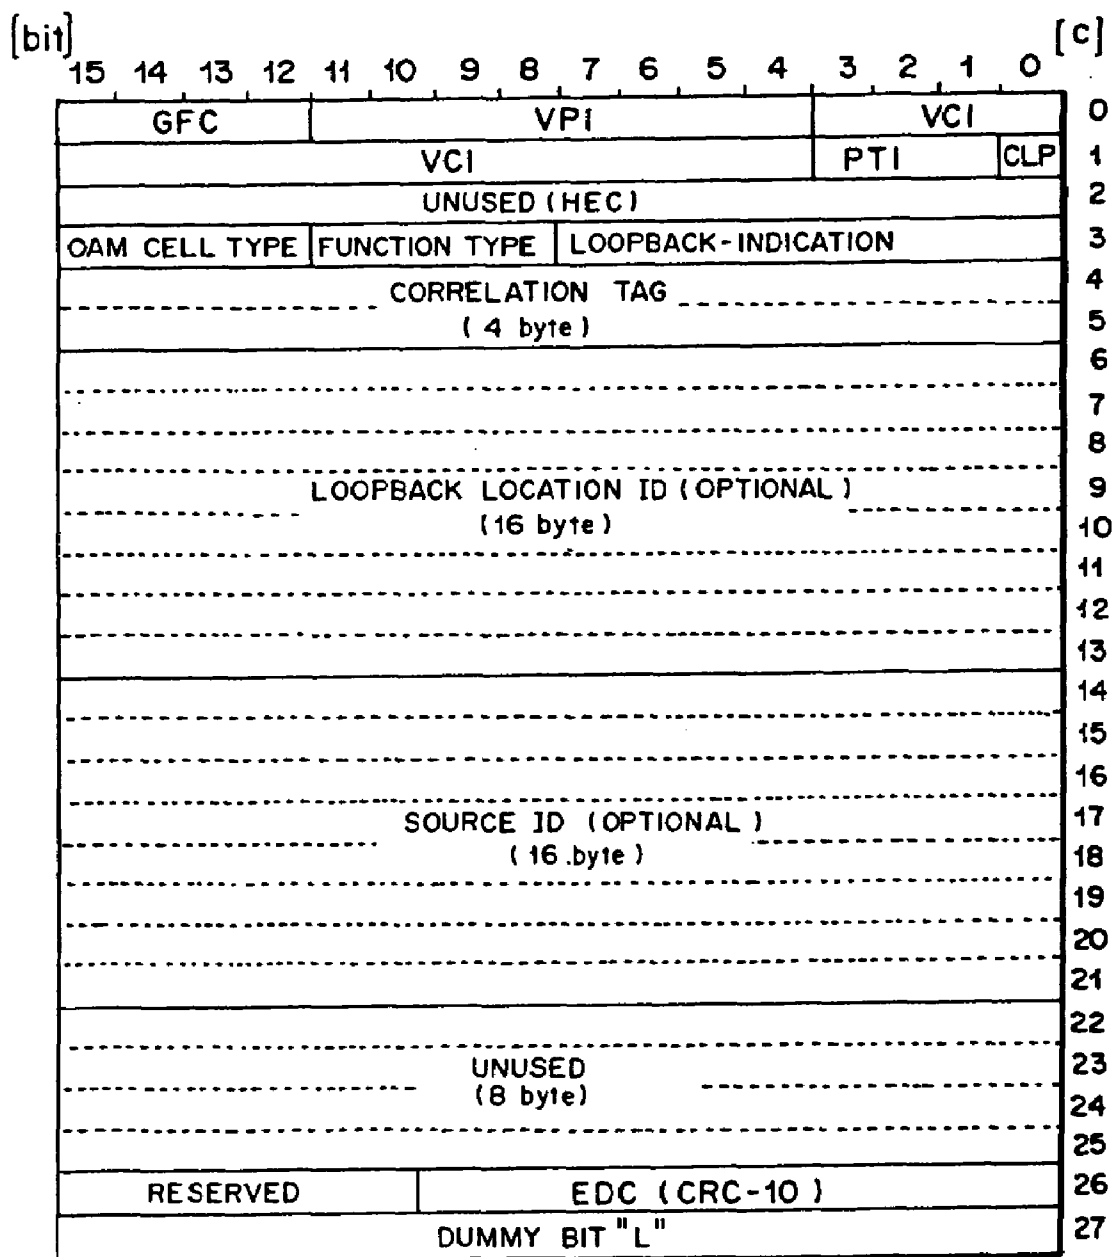 [bit] [C]
15 14 13 12 11 10 9 8 7 6 5 4 3 2 1 0
GFC VPI VCI 0
VCI PTI CLP 1
UNUSED (HEC) 2
OAM CELL TYPE FUNCTION TYPE LOOPBACK-INDICATION 3
CORRELATION TAG 4
(4 byte) 5
6
7
8
LOOPBACK LOCATION ID (OPTIONAL) 9
(16 byte) 10
11
12
13
14
15
16
SOURCE ID (OPTIONAL) 17
(16 byte) 18
19
20
21
22
UNUSED 23
(8 byte) 24
25
RESERVED EDC (CRC-10) 26
DUMMY BIT "L" 27